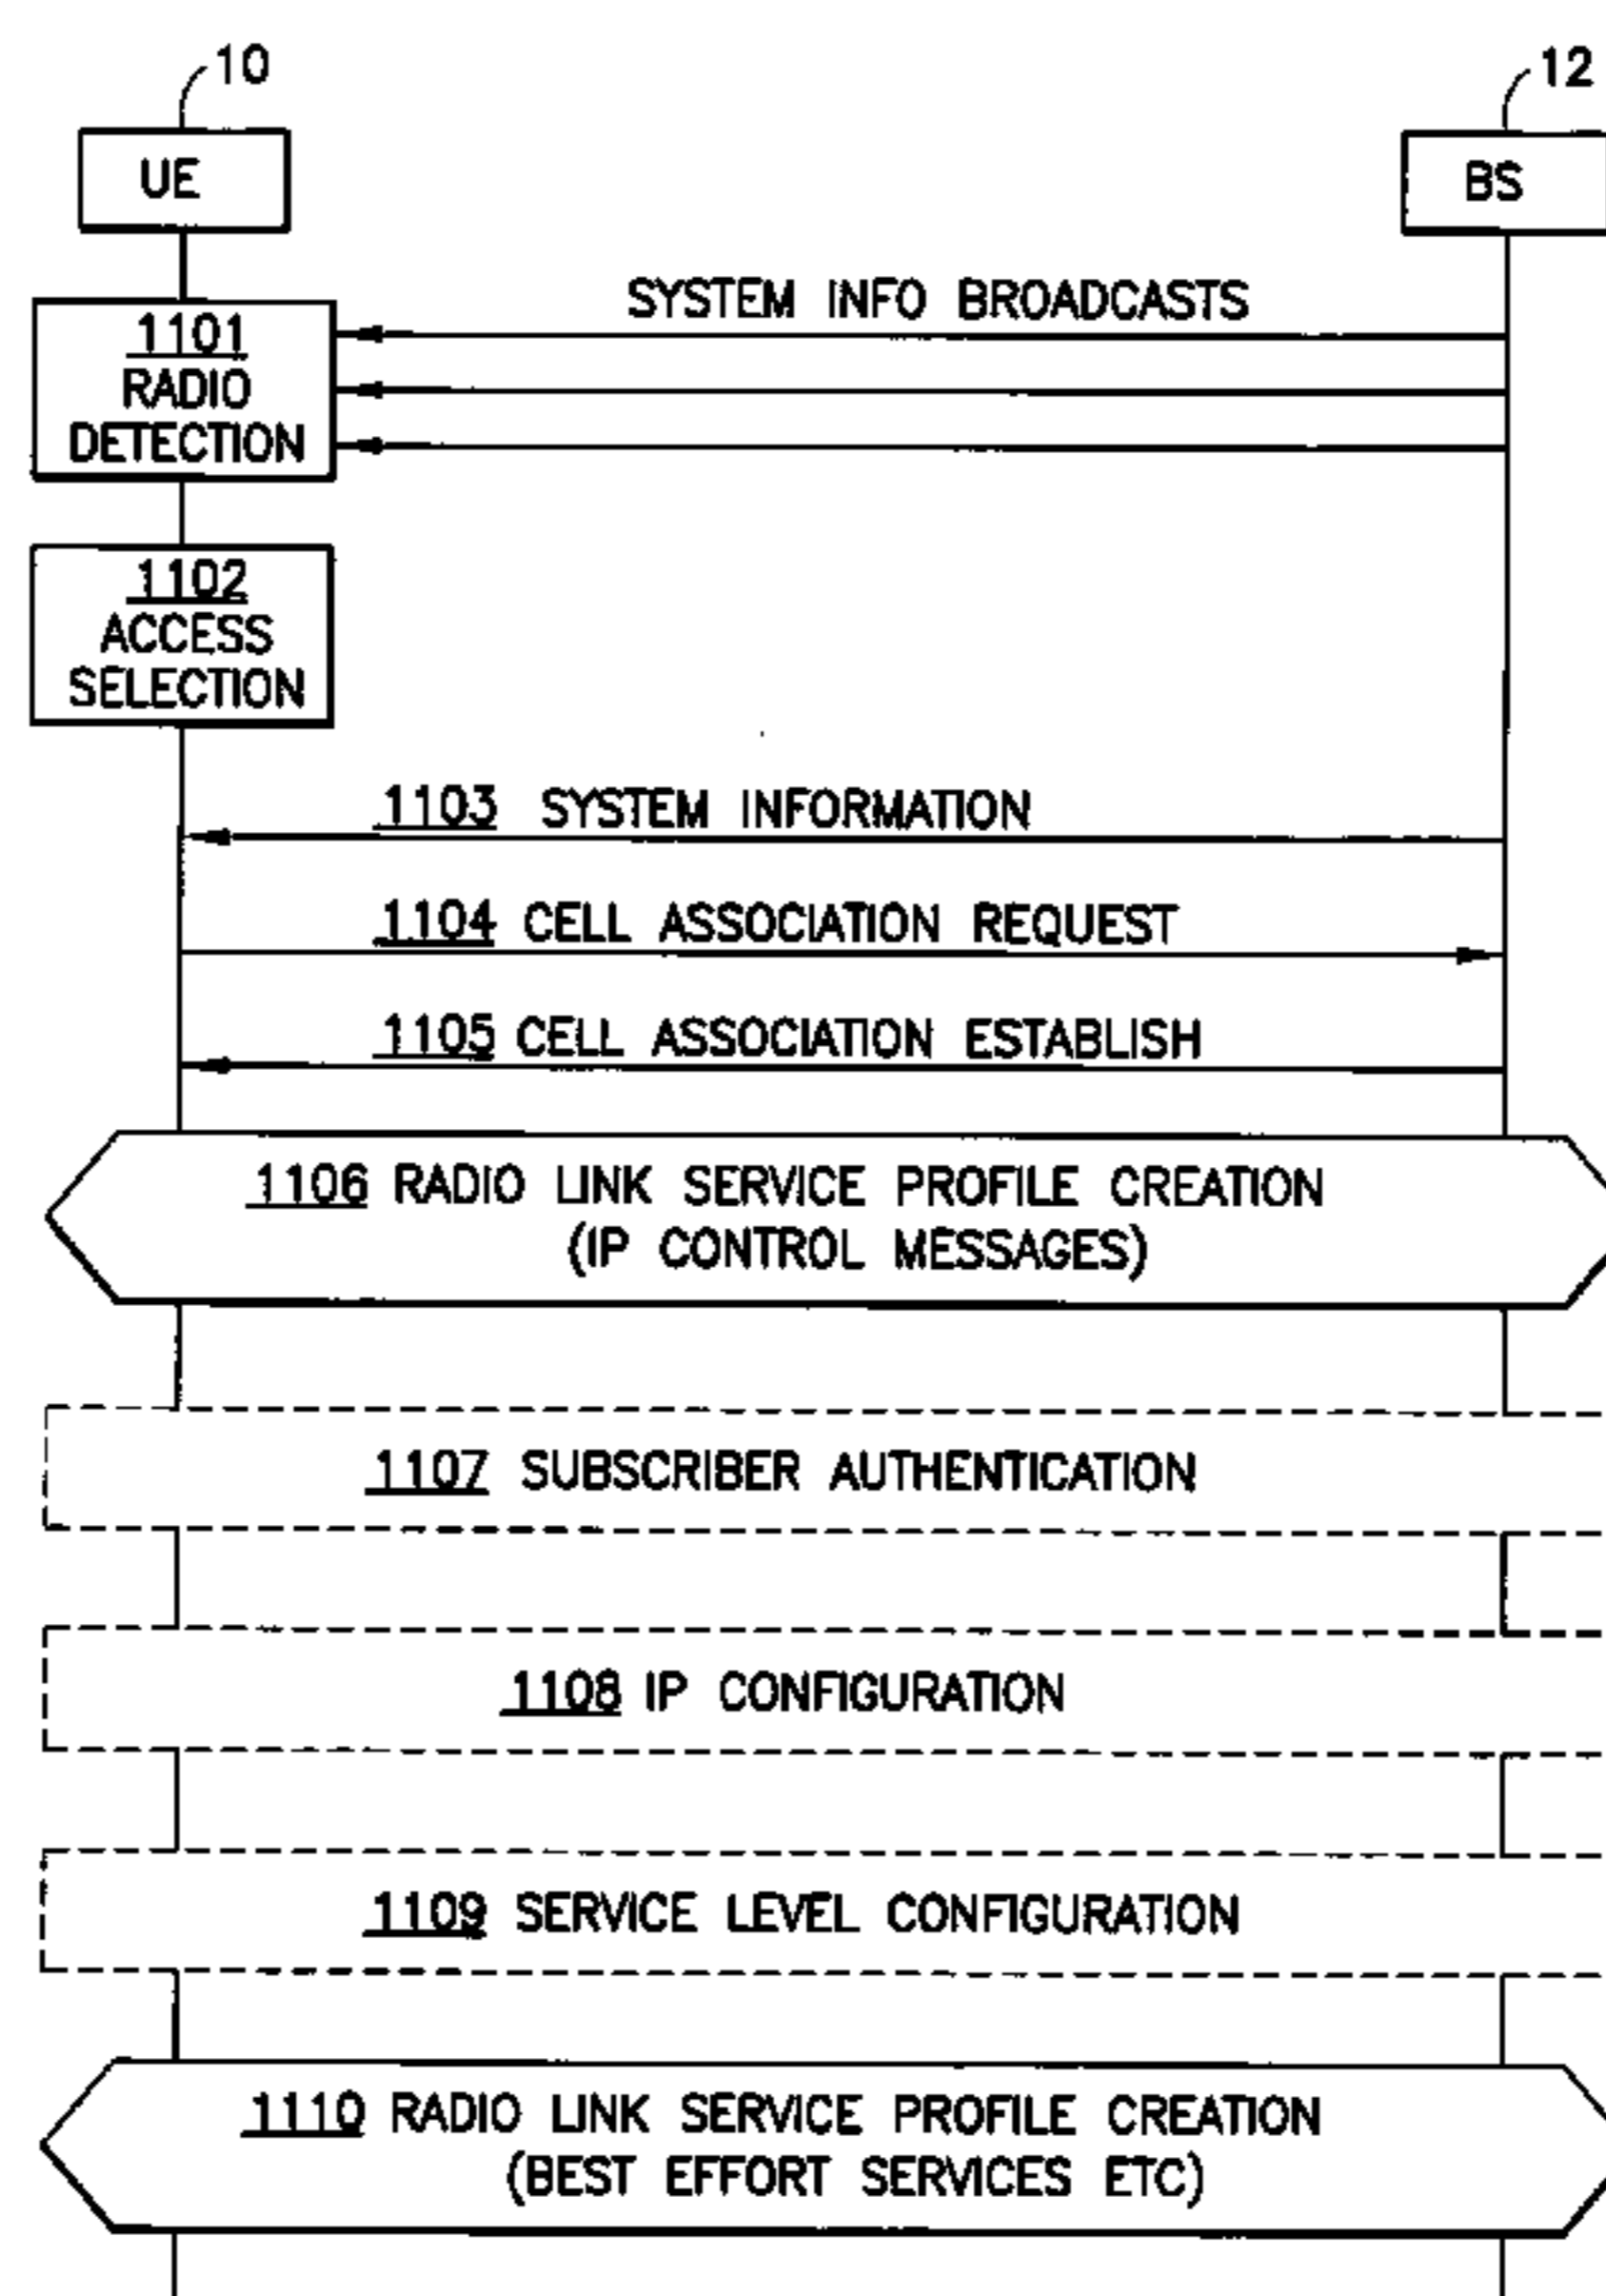 10
12
UE
BS
SYSTEM INFO BROADCASTS
1101
RADIO
DETECTION
1102
ACCESS
SELECTION
1103 SYSTEM INFORMATION
1104 CELL ASSOCIATION REQUEST
1105 CELL ASSOCIATION ESTABLISH
1106 RADIO LINK SERVICE PROFILE CREATION
(IP CONTROL MESSAGES)
1107 SUBSCRIBER AUTHENTICATION
1108 IP CONFIGURATION
1109 SERVICE LEVEL CONFIGURATION
1110 RADIO LINK SERVICE PROFILE CREATION
(BEST EFFORT SERVICES ETC)